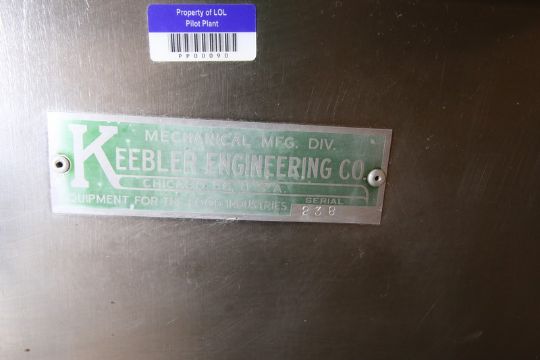 Property of LOL
Pilot Plant
PP00090
MECHANICAL MFG. DIV.
KEEBLER ENGINEERING CO.
CHICAGO U.S.A.
EQUIPMENT FOR THE FOOD INDUSTRIES
SERIAL
238